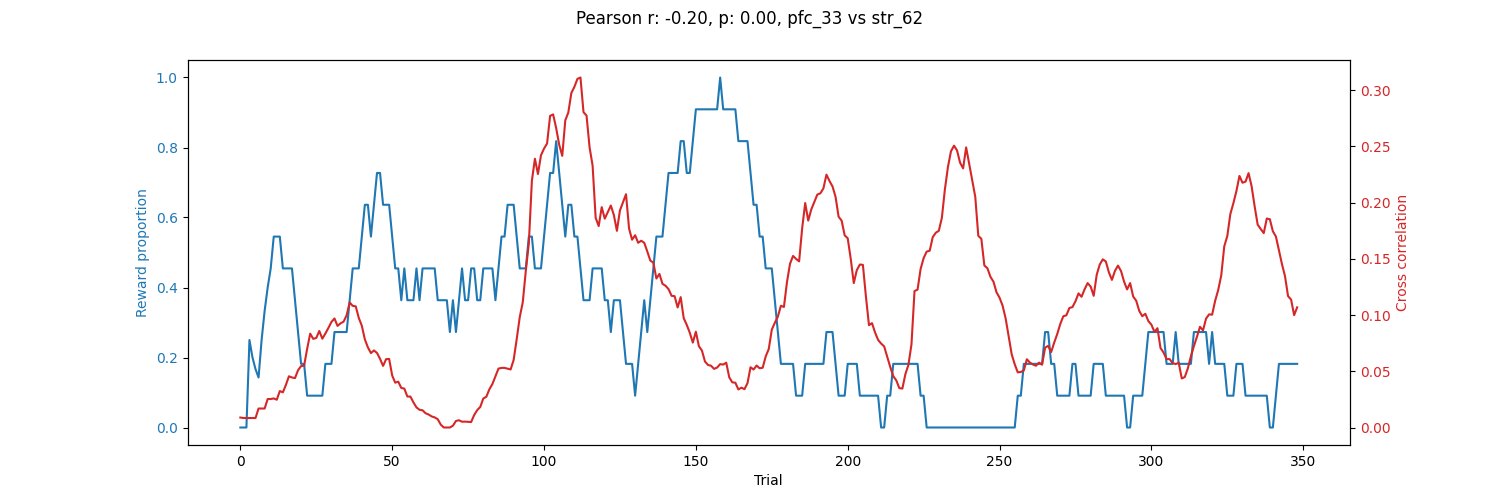 Pearson r: -0.20, p: 0.00, pfc_33 vs str_62
1.0
0.8
0.6
0.4
0.2
0.0
Reward proportion
0.30
0.25
0.20
0.15
0.10
0.05
0.00
Cross correlation
0 50 100 150 200 250 300 350
Trial